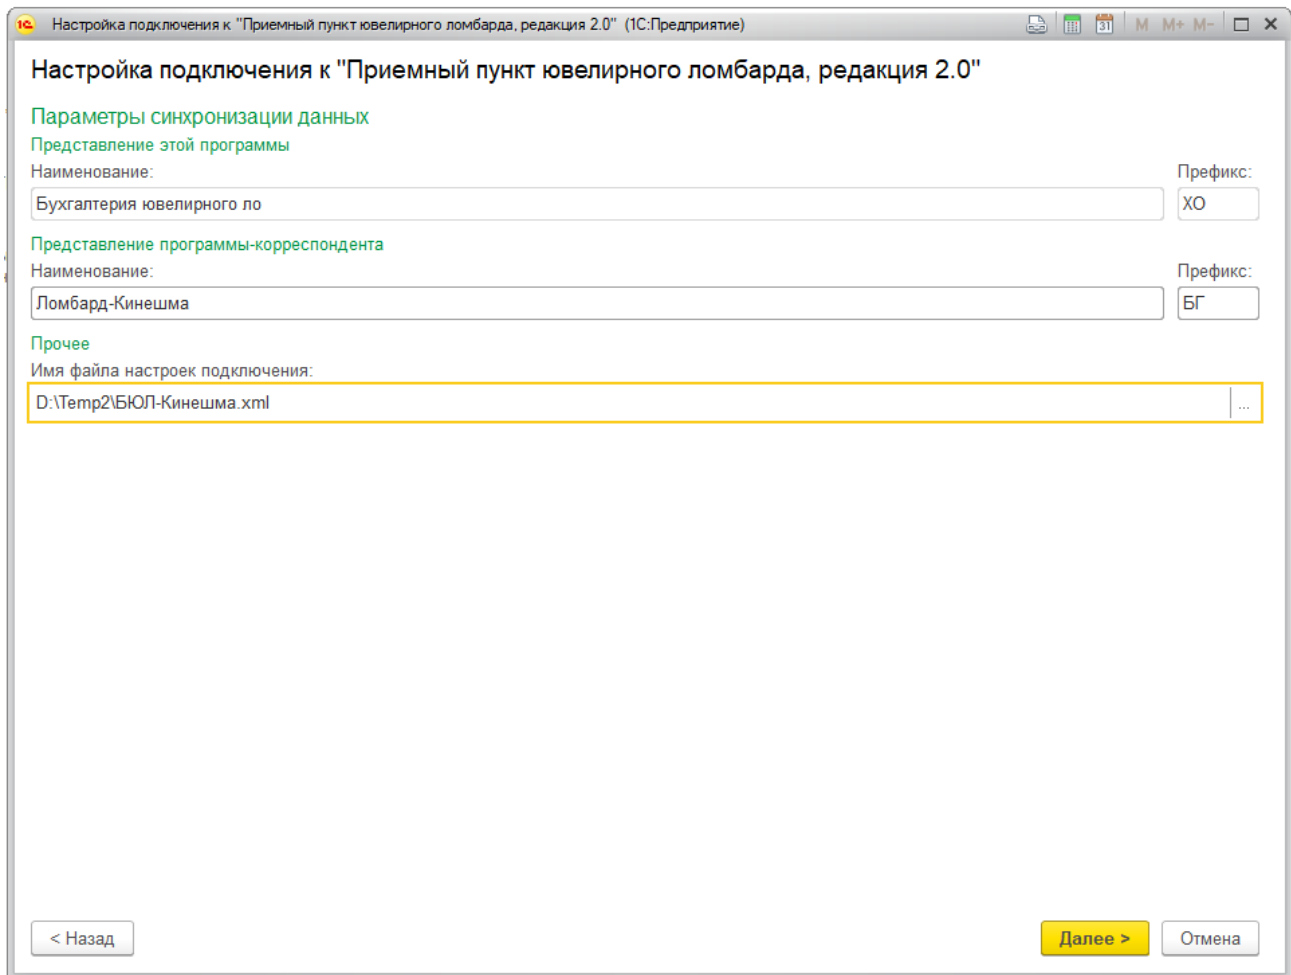 Настройка подключения к "Приемный пункт ювелирного ломбарда, редакция 2.0" (1С:Предприятие)
31 M M+ M-
Настройка подключения к "Приемный пункт ювелирного ломбарда, редакция 2.0"
Параметры синхронизации данных
Представление этой программы
Наименование: Префикс:
Бухгалтерия ювелирного ло ХО
Представление программы-корреспондента
Наименование: Префикс:
Ломбард-Кинешма БГ
Прочее
Имя файла настроек подключения:
D:\Temp2\БЮЛ-Кинешма.xml ...
< Назад Далее > Отмена